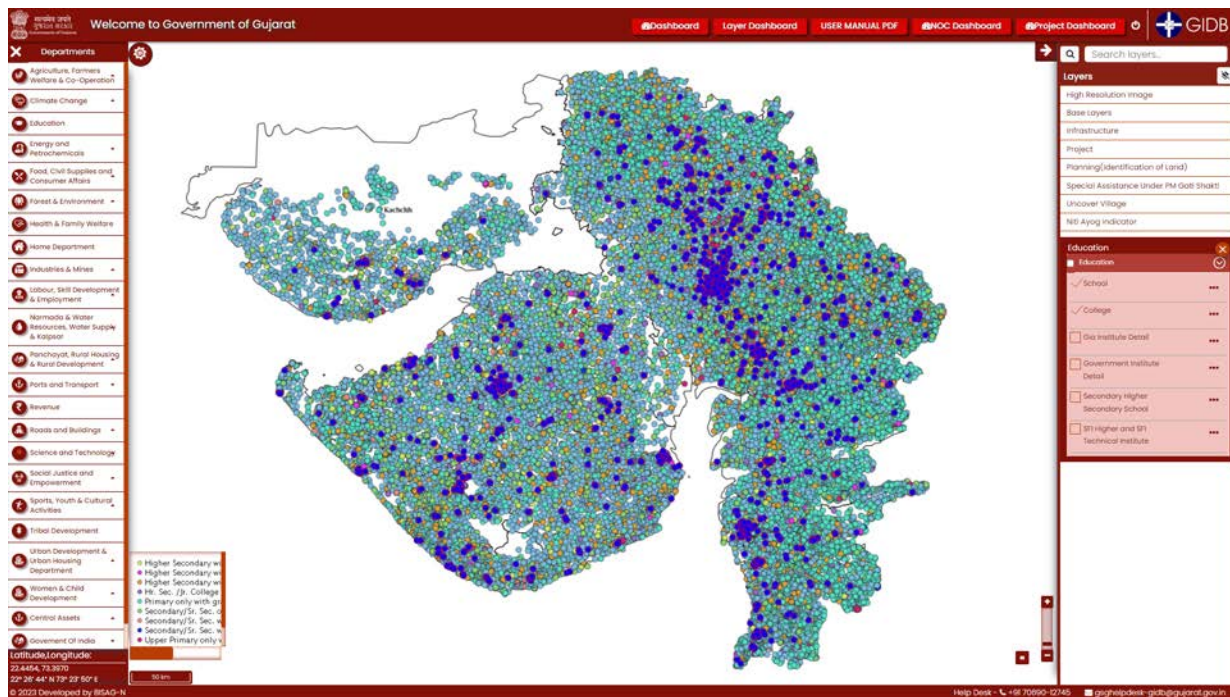 सत्यमेव जयते
Welcome to Government of Gujarat
Dashboard
Layer Dashboard
USER MANUAL PDF
NOC Dashboard
Project Dashboard
GIDB
Departments
Agriculture, Farmers
Welfare & Co-Operation
Climate Change
Education
Energy and
Petrochemicals
Food, Civil Supplies and
Consumer Affairs
Forest & Environment
Health & Family Welfare
Home Department
Industries & Mines
Labour, Skill Development
& Employment
Narmada & Water
Resources, Water Supply
& Kalpsar
Panchayat, Rural Housing
& Rural Development
Ports and Transport
Revenue
Roads and Buildings
Science and Technology
Social Justice and
Empowerment
Sports, Youth & Cultural
Activities
Tribal Development
Urban Development &
Urban Housing
Department
Women & Child
Development
Central Assets
Goverment Of India
Latitude,Longitude:
22.4454, 73.3970
22° 26' 44" N 73° 23' 50" E
© 2023 Developed by BISAG-N
Kachchh
Higher Secondary wi
Higher Secondary wi
Higher Secondary wi
Hr. Sec. /Jr. College
Primary only with gr
Secondary/Sr. Sec. c
Secondary/Sr. Sec. w
Secondary/Sr. Sec. w
Upper Primary only v
50 km
Search layers..
Layers
High Resolution Image
Base Layers
Infrastructure
Project
Planning(Identification of Land)
Special Assistance Under PM Gati Shakti
Uncover Village
Niti Ayog Indicator
Education
Education
School
College
Gia Institute Detail
Government Institute
Detail
Secondary Higher
Secondary School
SFI Higher and SFI
Technical Institute
Help Desk - +91 70690-12745
gsghelpdesk-gidb@gujarat.gov.in